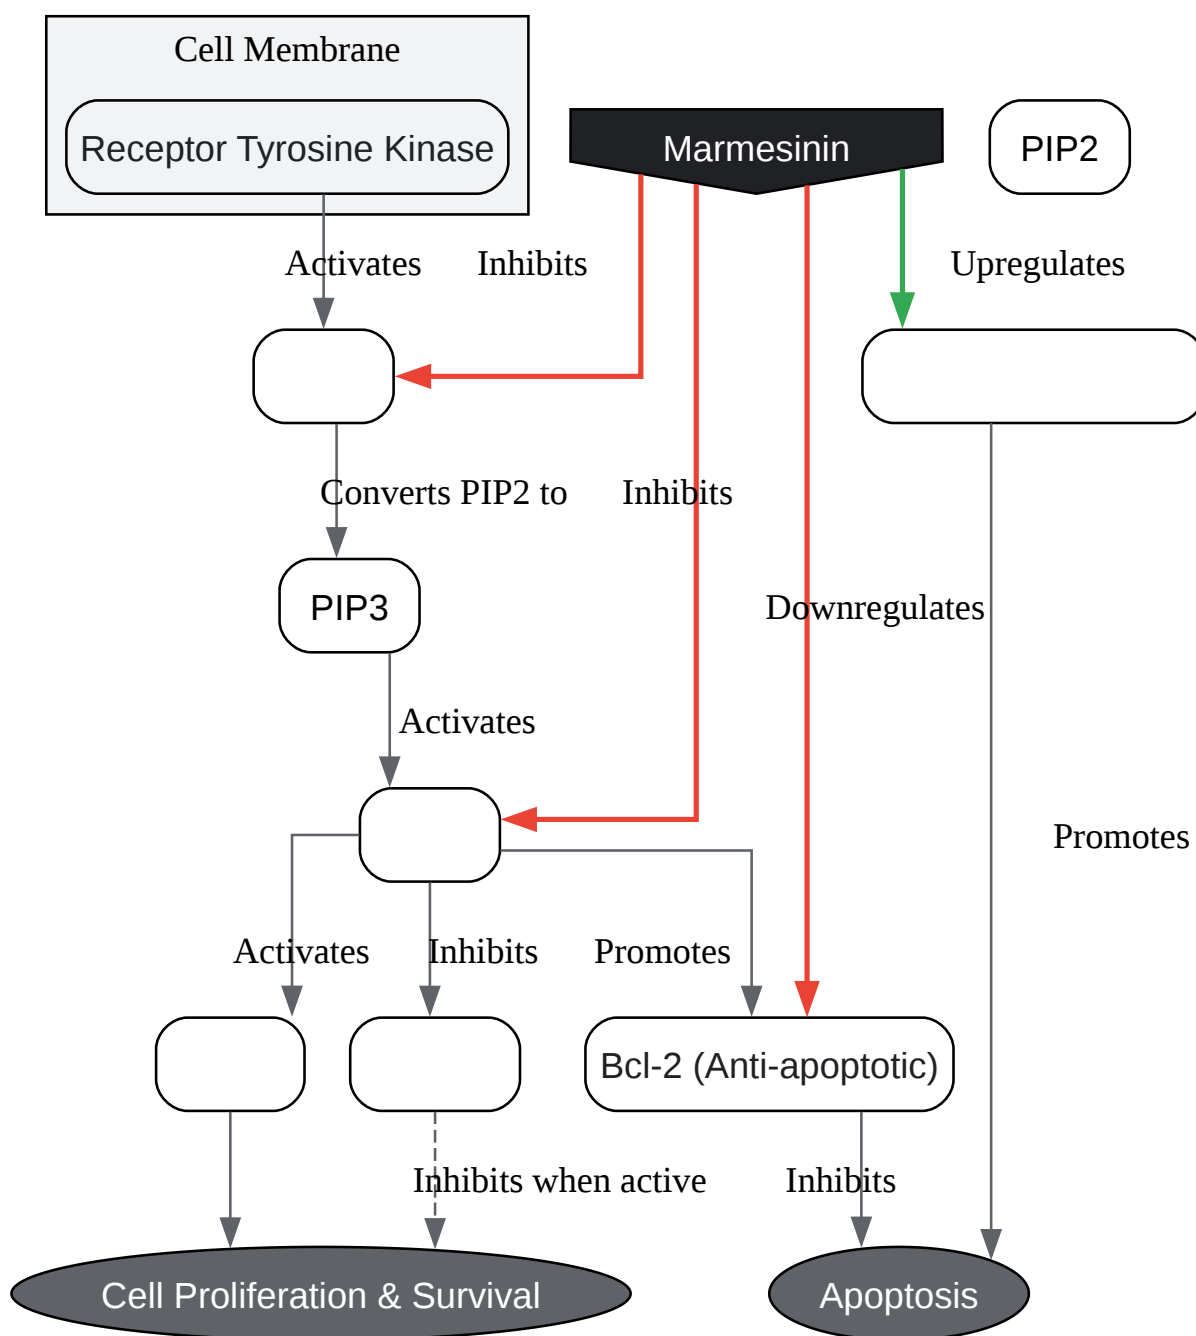 Cell Membrane
Receptor Tyrosine Kinase
Marmesinin
PIP2
Activates
Inhibits
Upregulates
Converts PIP2 to
Inhibits
PIP3
Downregulates
Activates
Promotes
Activates
Inhibits
Promotes
Bcl-2 (Anti-apoptotic)
Inhibits when active
Inhibits
Cell Proliferation & Survival
Apoptosis